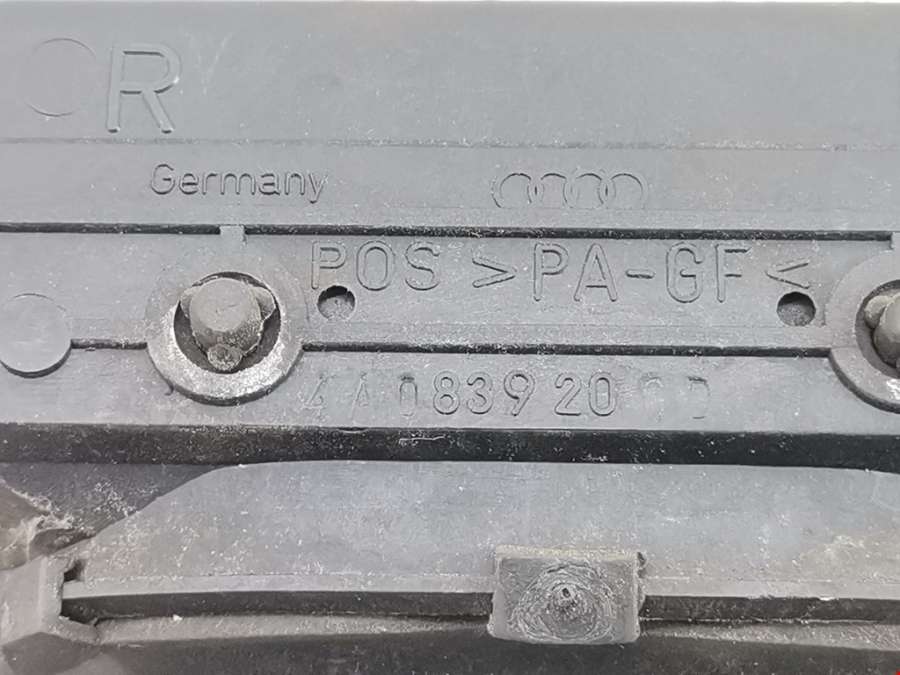 R
Germany
POS >PA-GF<
4A0 839 20